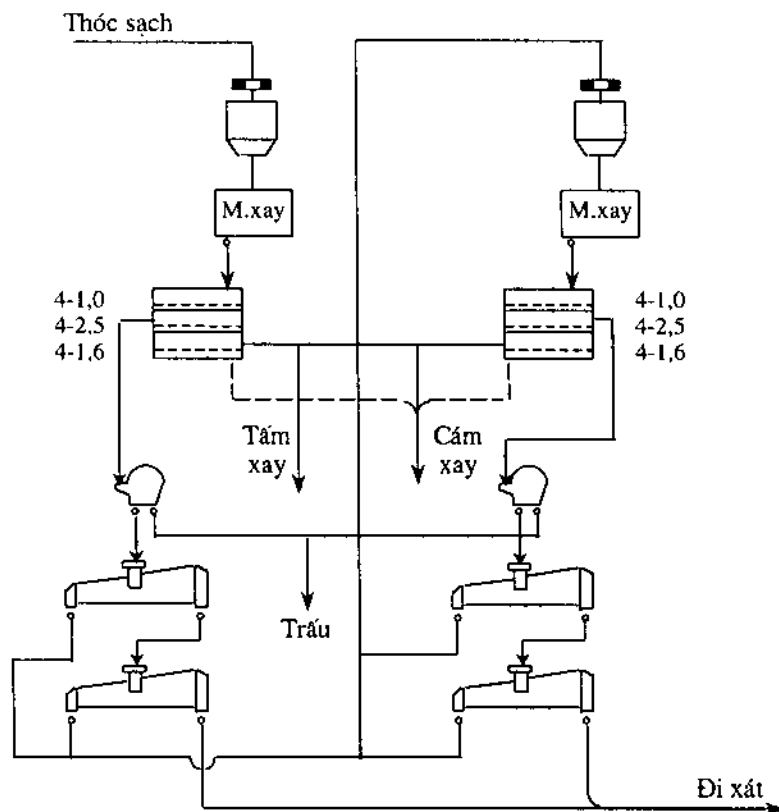 Thóc sạch
M.xay
M.xay
4-1,0
4-2,5
4-1,6
4-1,0
4-2,5
4-1,6
Tấm
xay
Cám
xay
Trấu
Đi xát